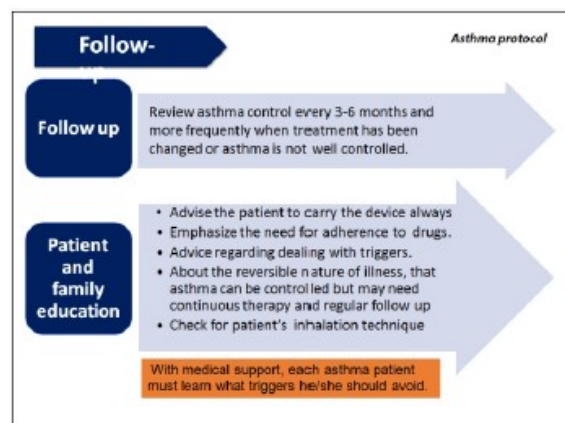 Follow-
Asthma protocol
Follow up
Review asthma control every 3-6 months and
more frequently when treatment has been
changed or asthma is not well controlled.
Patient
and
family
education
• Advise the patient to carry the device always
• Emphasize the need for adherence to drugs.
• Advice regarding dealing with triggers.
• About the reversible nature of illness, that
asthma can be controlled but may need
continuous therapy and regular follow up
• Check for patient's inhalation technique
With medical support, each asthma patient
must learn what triggers he/she should avoid.